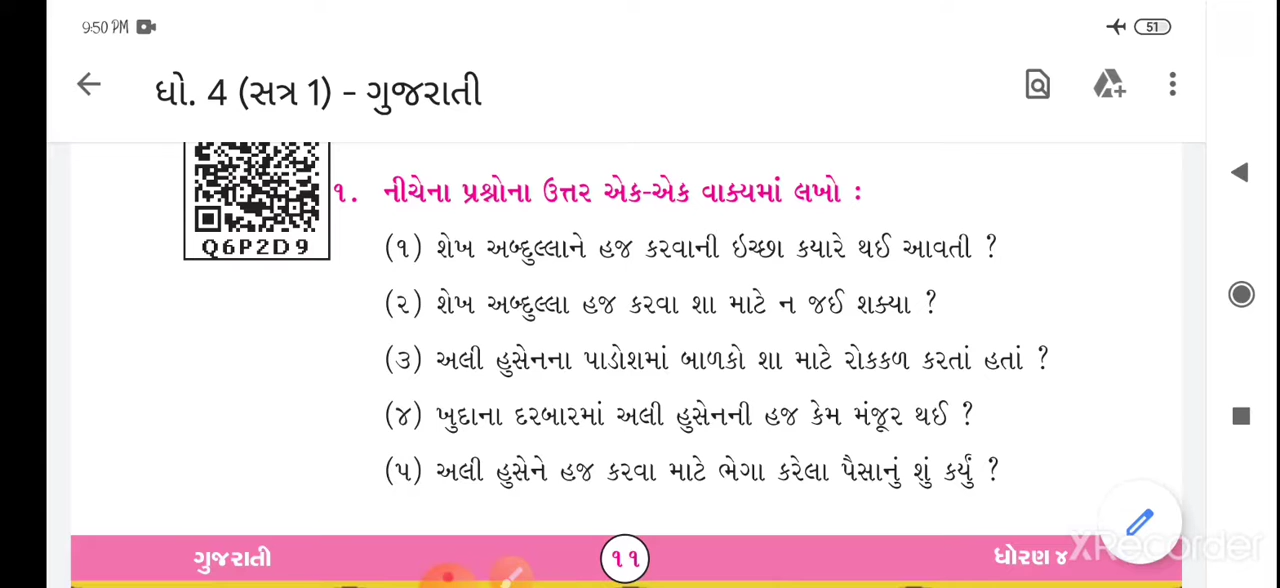 9:50 PM
51
ધો. 4 (સત્ર 1) - ગુજરાતી
Q6P2D9
૧. નીચેના પ્રશ્નોના ઉત્તર એક-એક વાક્યમાં લખો :
(૧) શેખ અબ્દુલ્લાને હજ કરવાની ઇચ્છા ક્યારે થઈ આવતી ?
(૨) શેખ અબ્દુલ્લા હજ કરવા શા માટે ન જઈ શક્યા ?
(૩) અલી હુસેનના પાડોશમાં બાળકો શા માટે રોકકળ કરતાં હતાં ?
(૪) ખુદાના દરબારમાં અલી હુસેનની હજ કેમ મંજૂર થઈ ?
(૫) અલી હુસેને હજ કરવા માટે ભેગા કરેલા પૈસાનું શું કર્યું ?
ગુજરાતી ૧૧ ધોરણ ૪
XRecorder